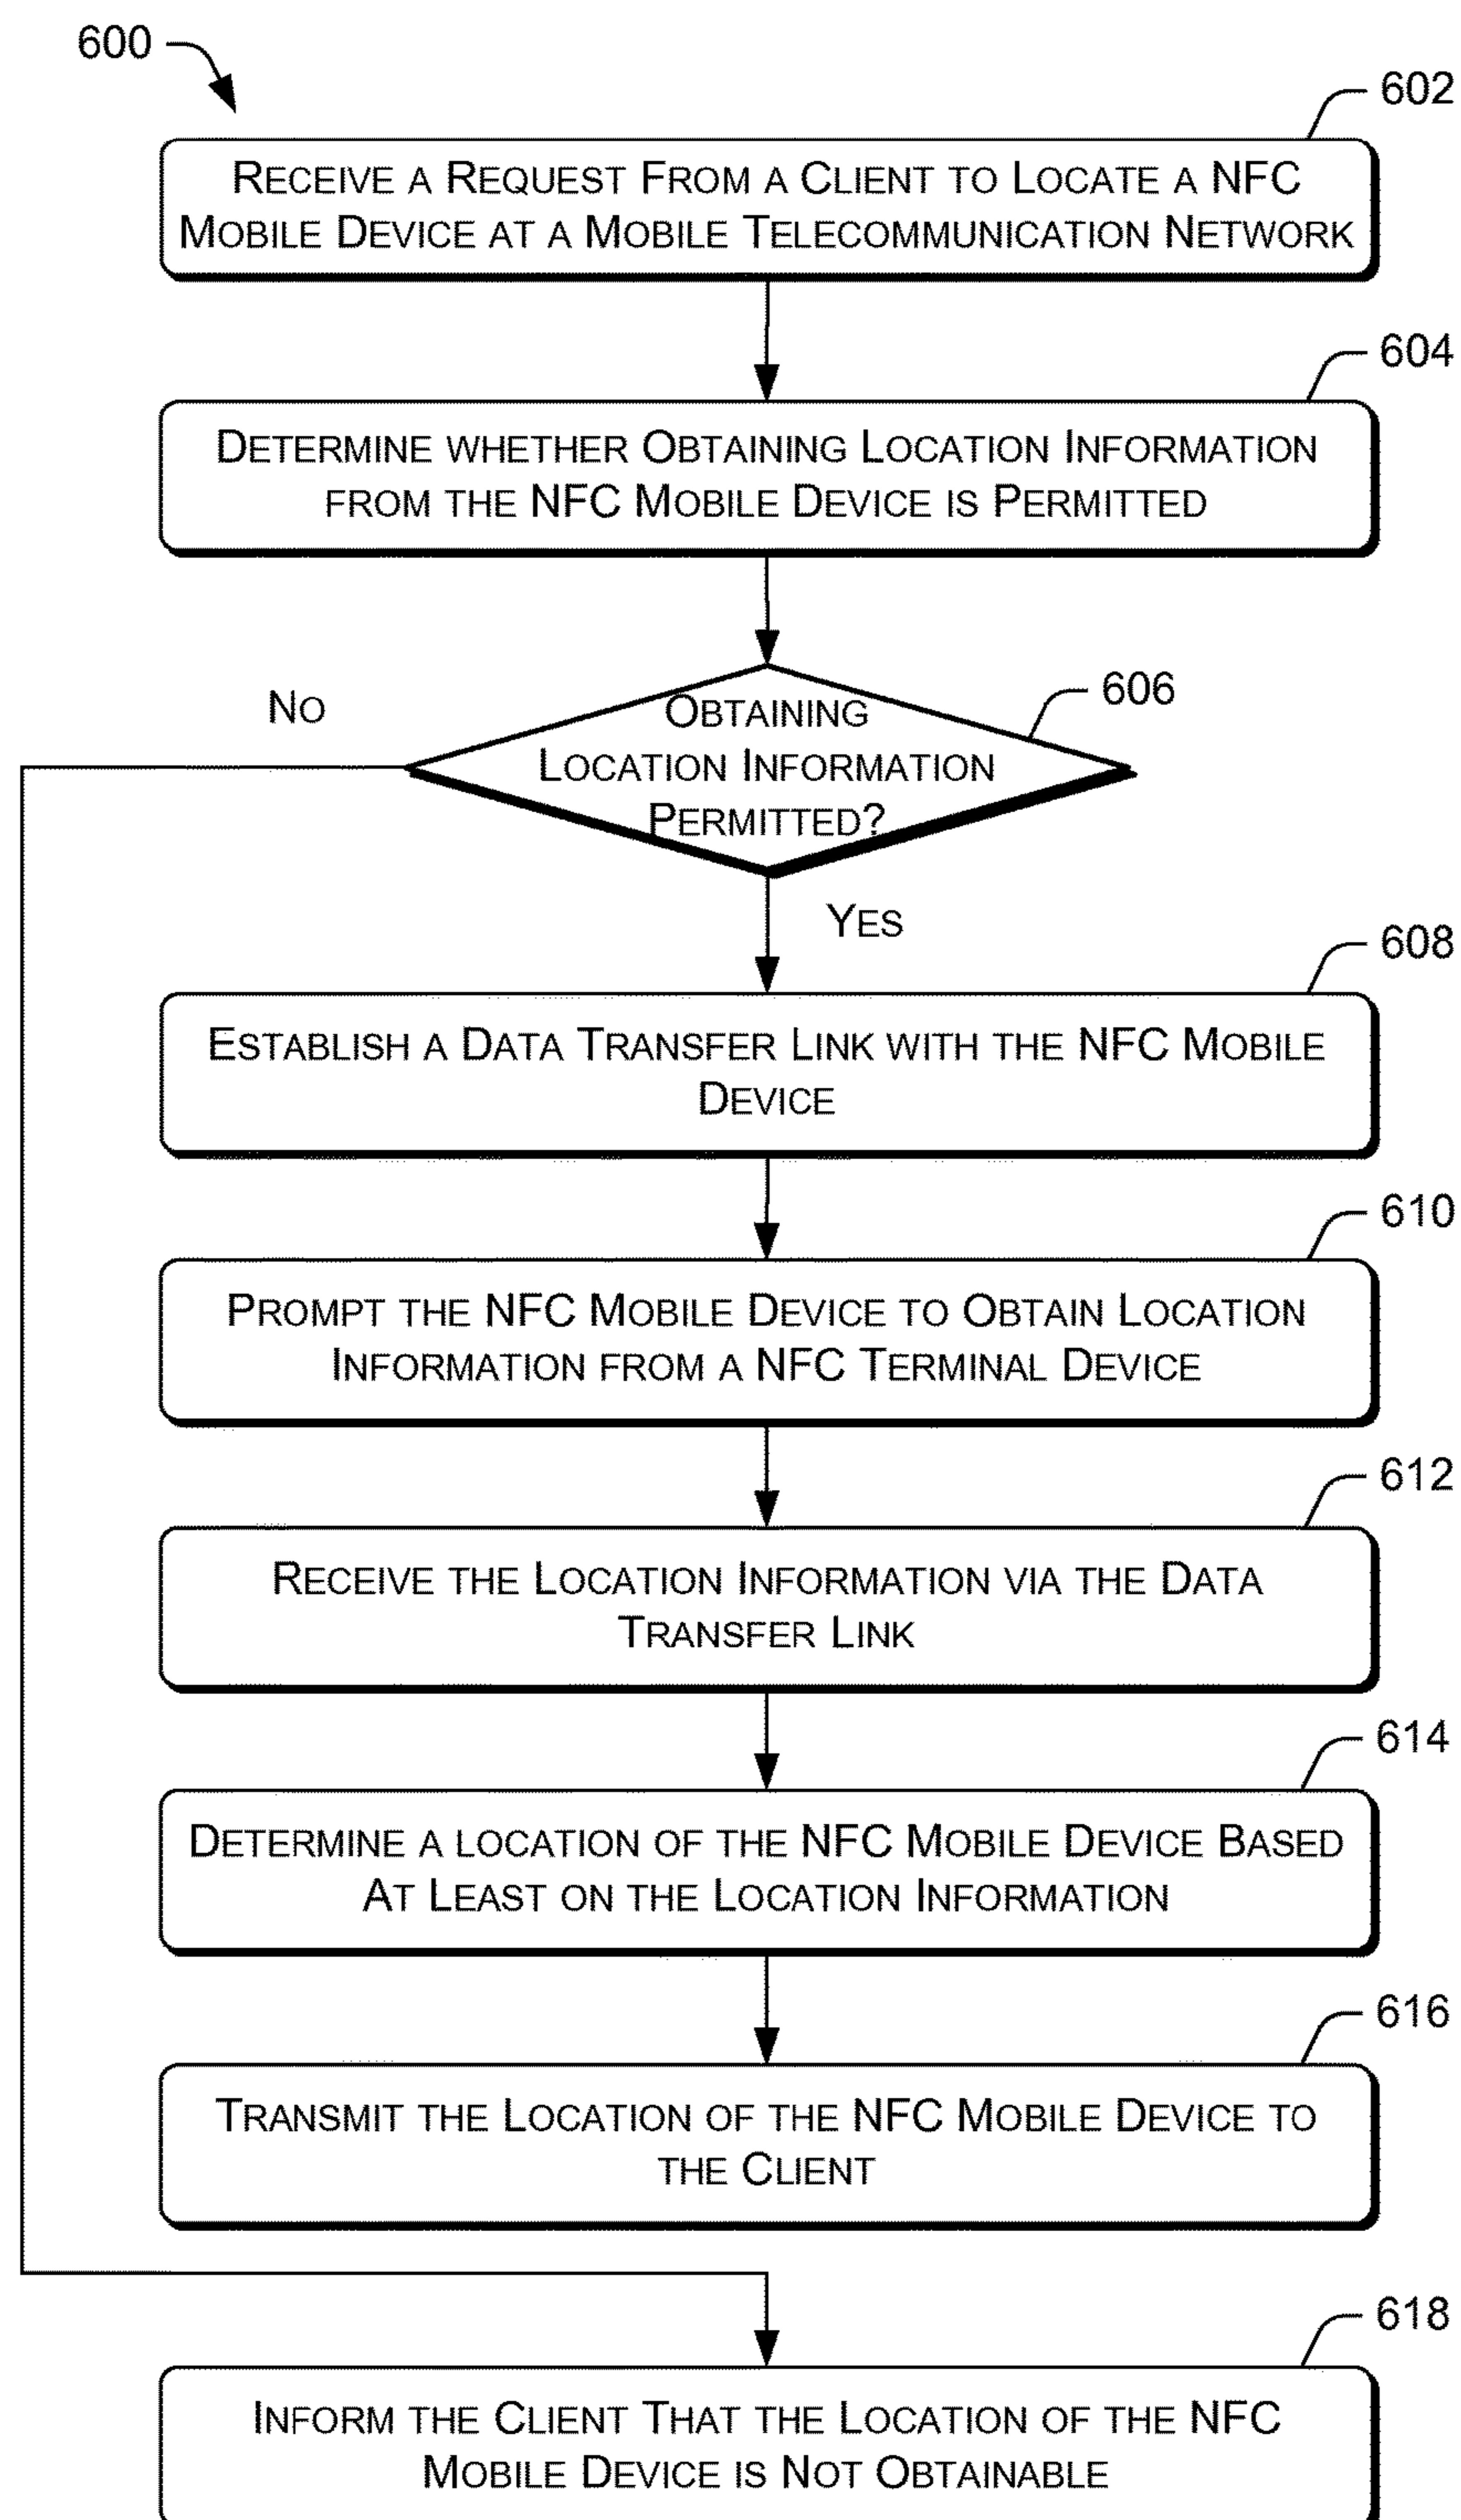 600
602
RECEIVE A REQUEST FROM A CLIENT TO LOCATE A NFC
MOBILE DEVICE AT A MOBILE TELECOMMUNICATION NETWORK
604
DETERMINE WHETHER OBTAINING LOCATION INFORMATION
FROM THE NFC MOBILE DEVICE IS PERMITTED
606
NO
OBTAINING
LOCATION INFORMATION
PERMITTED?
YES
608
ESTABLISH A DATA TRANSFER LINK WITH THE NFC MOBILE
DEVICE
610
PROMPT THE NFC MOBILE DEVICE TO OBTAIN LOCATION
INFORMATION FROM A NFC TERMINAL DEVICE
612
RECEIVE THE LOCATION INFORMATION VIA THE DATA
TRANSFER LINK
614
DETERMINE A LOCATION OF THE NFC MOBILE DEVICE BASED
AT LEAST ON THE LOCATION INFORMATION
616
TRANSMIT THE LOCATION OF THE NFC MOBILE DEVICE TO
THE CLIENT
618
INFORM THE CLIENT THAT THE LOCATION OF THE NFC
MOBILE DEVICE IS NOT OBTAINABLE